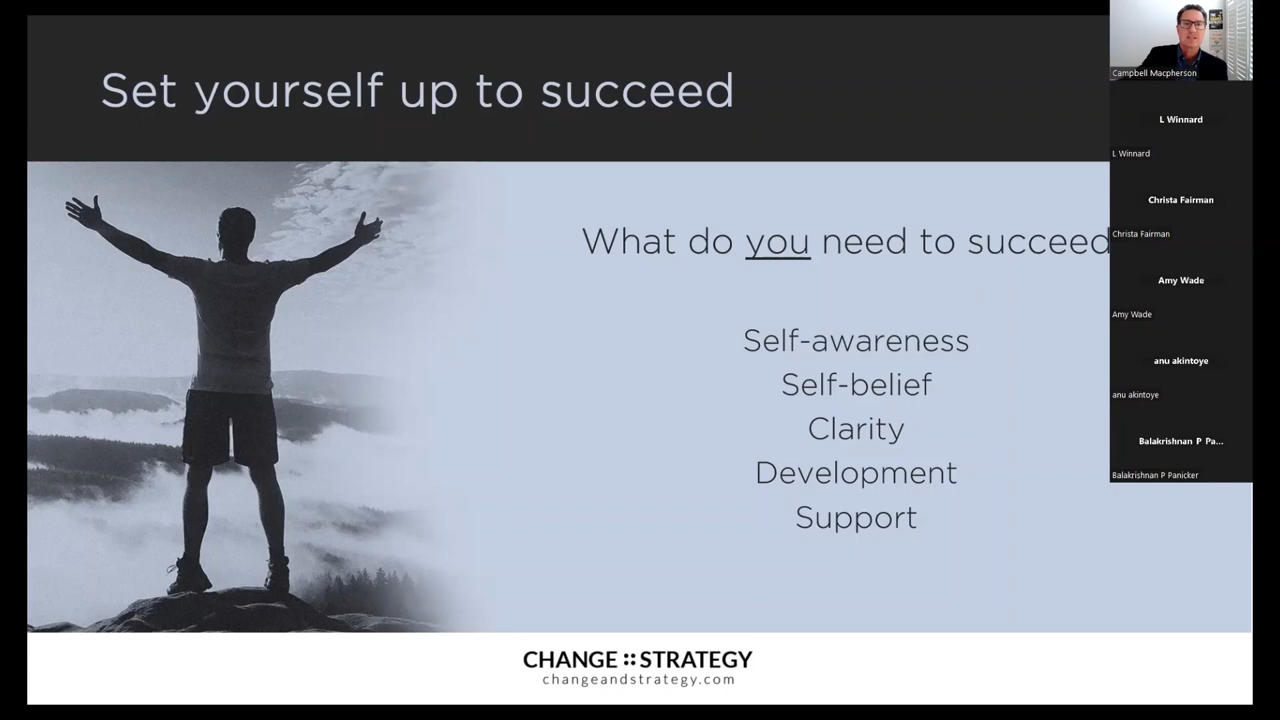 Set yourself up to succeed
What do you need to succeed
Self-awareness
Self-belief
Clarity
Development
Support
CHANGE :: STRATEGY
changeandstrategy.com
Campbell Macpherson
L Winnard
L Winnard
Christa Fairman
Christa Fairman
Amy Wade
Amy Wade
anu akintoye
anu akintoye
Balakrishnan P Pa...
Balakrishnan P Panicker